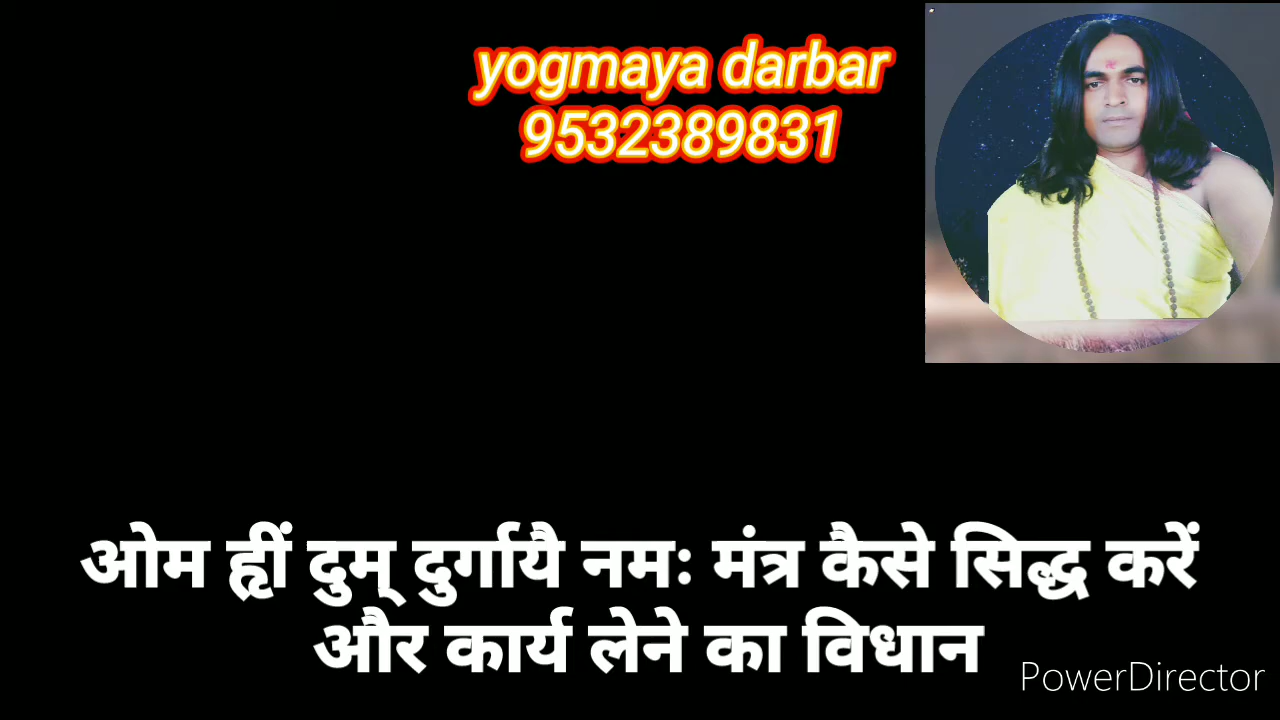 yogmaya darbar
9532389831
ओम ह्रीं दुम् दुर्गायै नमः मंत्र कैसे सिद्ध करें
और कार्य लेने का विधान
PowerDirector